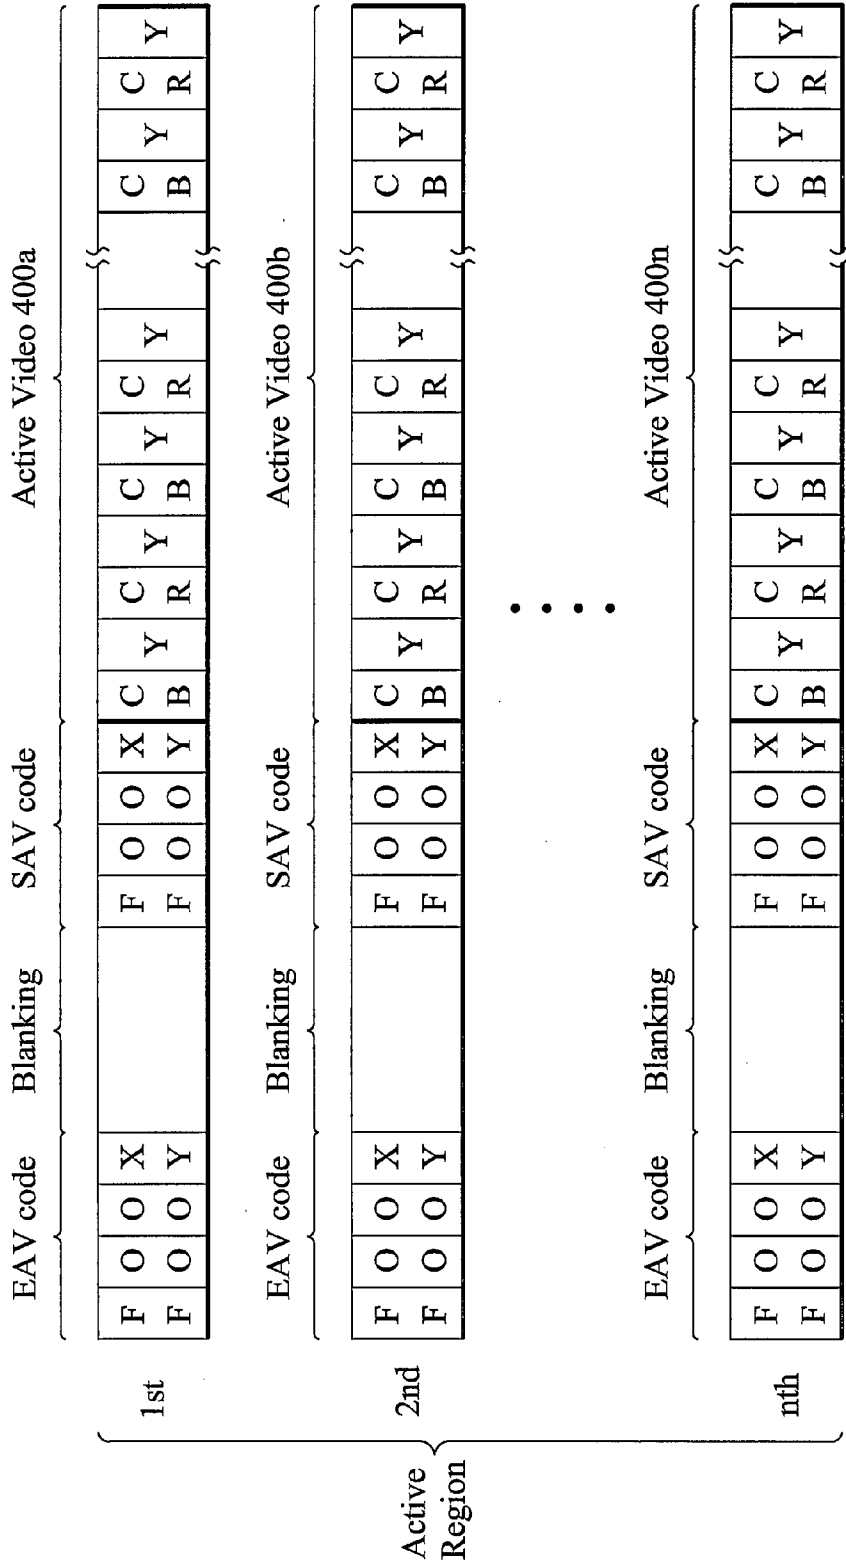 EAV code Blanking SAV code Active Video 400a
1st
F O O X F O O X C Y C Y C Y C Y C Y C Y
F O O Y F O O Y B R B R B R
EAV code Blanking SAV code Active Video 400b
2nd
F O O X F O O X C Y C Y C Y C Y C Y C Y
F O O Y F O O Y B R B R B R
Active
Region
EAV code Blanking SAV code Active Video 400n
nth
F O O X F O O X C Y C Y C Y C Y C Y C Y
F O O Y F O O Y B R B R B R